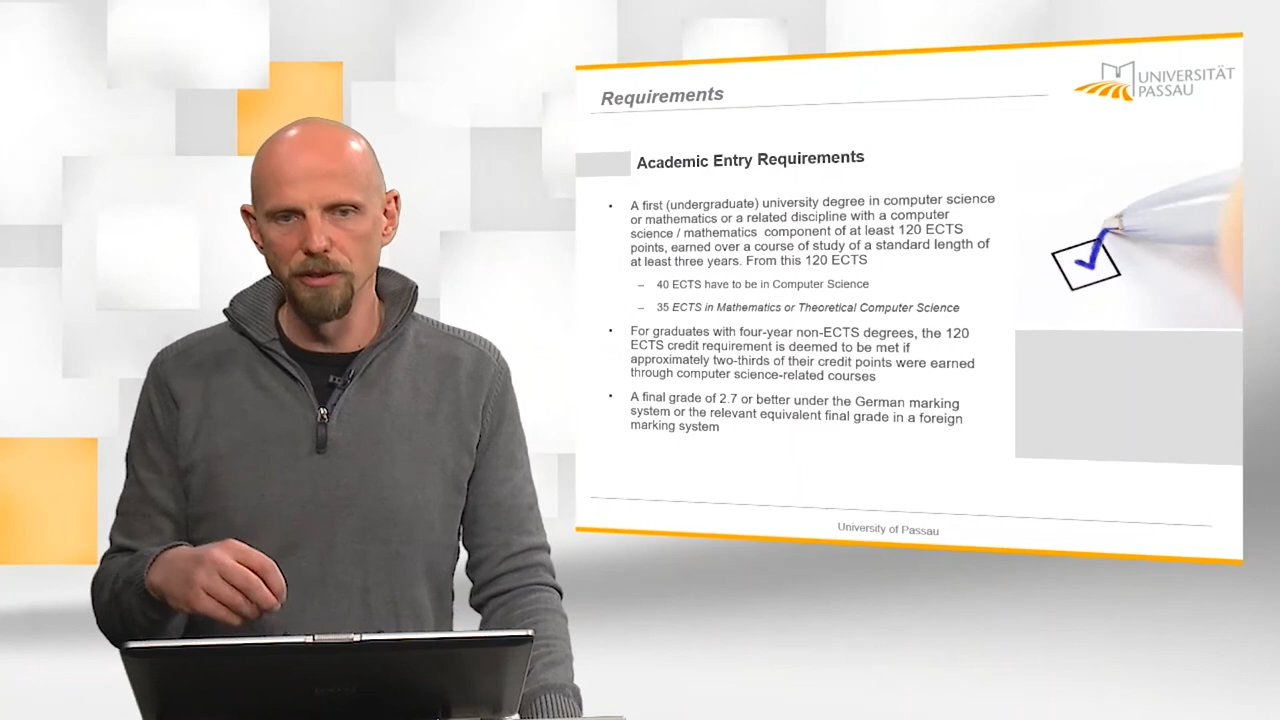 Requirements
UNIVERSITÄT
PASSAU
Academic Entry Requirements
• A first (undergraduate) university degree in computer science
or mathematics or a related discipline with a computer
science / mathematics component of at least 120 ECTS
points, earned over a course of study of a standard length of
at least three years. From this 120 ECTS
– 40 ECTS have to be in Computer Science
– 35 ECTS in Mathematics or Theoretical Computer Science
• For graduates with four-year non-ECTS degrees, the 120
ECTS credit requirement is deemed to be met if
approximately two-thirds of their credit points were earned
through computer science-related courses
• A final grade of 2.7 or better under the German marking
system or the relevant equivalent final grade in a foreign
marking system
University of Passau